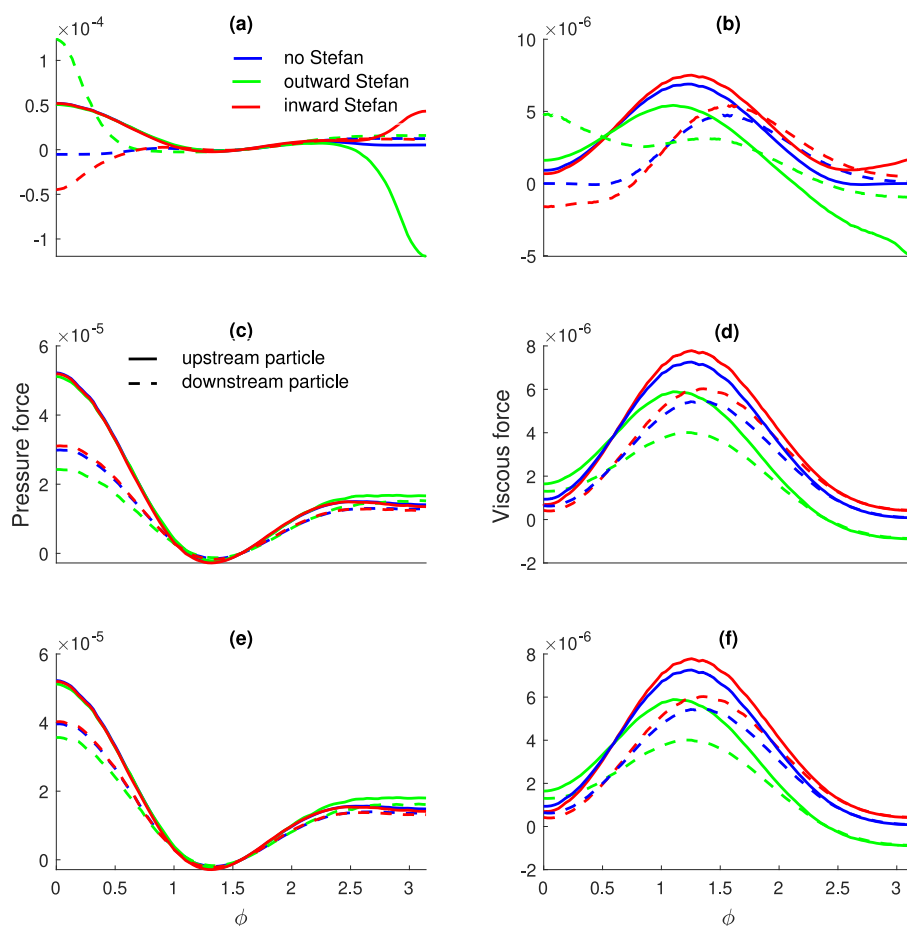 (a)
×10⁻⁴
1
0.5
0
-0.5
-1
no Stefan
outward Stefan
inward Stefan
(b)
×10⁻⁶
10
5
0
-5
(c)
×10⁻⁵
6
4
2
0
Pressure force
upstream particle
downstream particle
(d)
×10⁻⁶
8
6
4
2
0
-2
Viscous force
(e)
×10⁻⁵
6
4
2
0
0 0.5 1 1.5 2 2.5 3
ϕ
(f)
×10⁻⁶
8
6
4
2
0
-2
0 0.5 1 1.5 2 2.5 3
ϕ